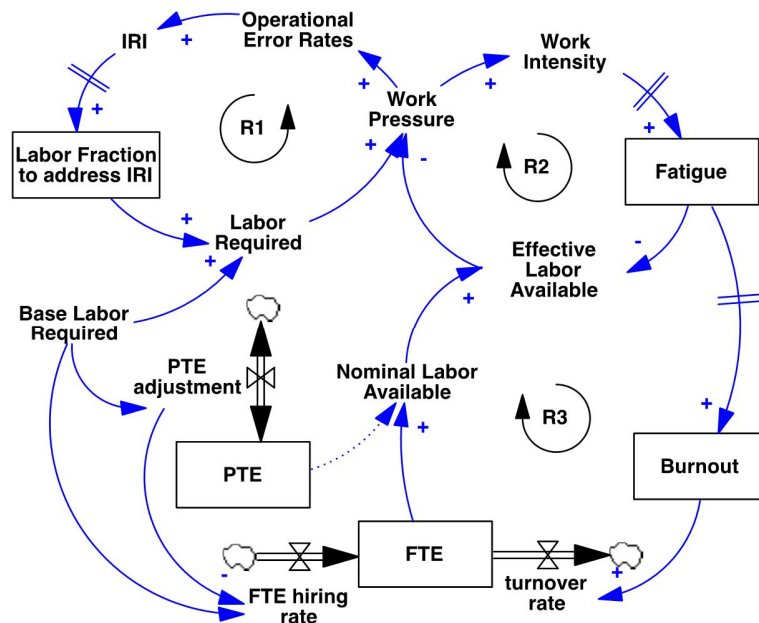 Operational
Error Rates
IRI
+
+
Work
Intensity
+
+
Work
Pressure
+
+
-
R1
R2
+
Labor Fraction
to address IRI
Fatigue
+
+
Labor
Required
Effective
Labor
Available
-
+
Base Labor
Required
PTE
adjustment
Nominal Labor
Available
+
R3
+
PTE
Burnout
FTE
-
FTE hiring
rate
turnover
rate
+